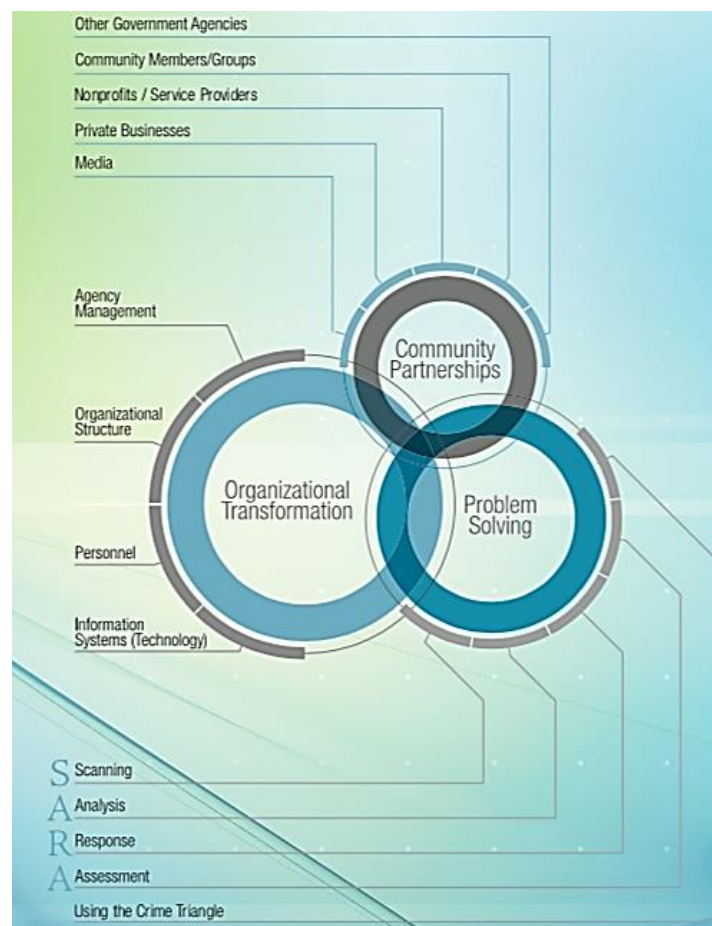 Other Government Agencies
Community Members/Groups
Nonprofits / Service Providers
Private Businesses
Media
Agency
Management
Community
Partnerships
Organizational
Structure
Organizational
Transformation
Problem
Solving
Personnel
Information
Systems (Technology)
S Scanning
A Analysis
R Response
A Assessment
Using the Crime Triangle